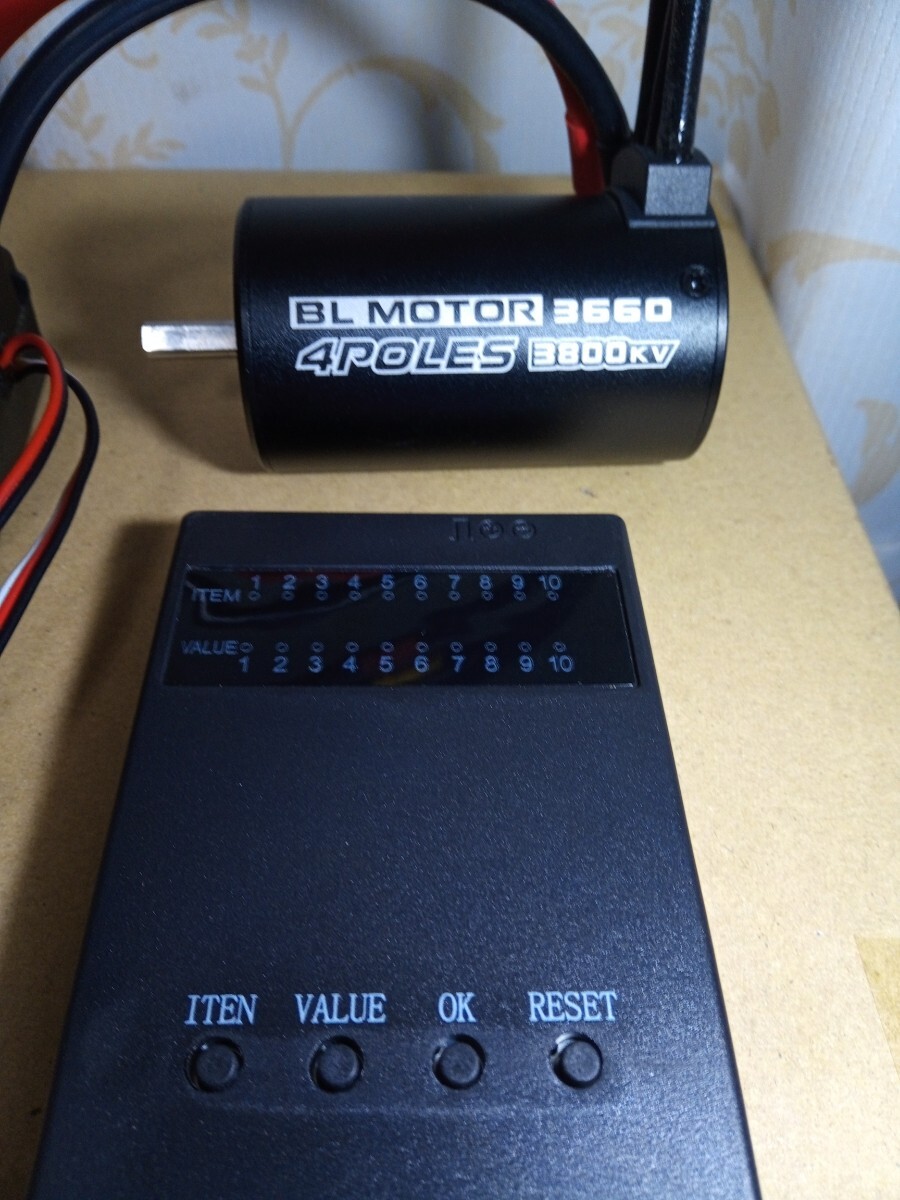 BL MOTOR 3660
4POLES 3800KV
1 2 3 4 5 6 7 8 9 10
ITEM
VALUE
1 2 3 4 5 6 7 8 9 10
ITEN VALUE OK RESET